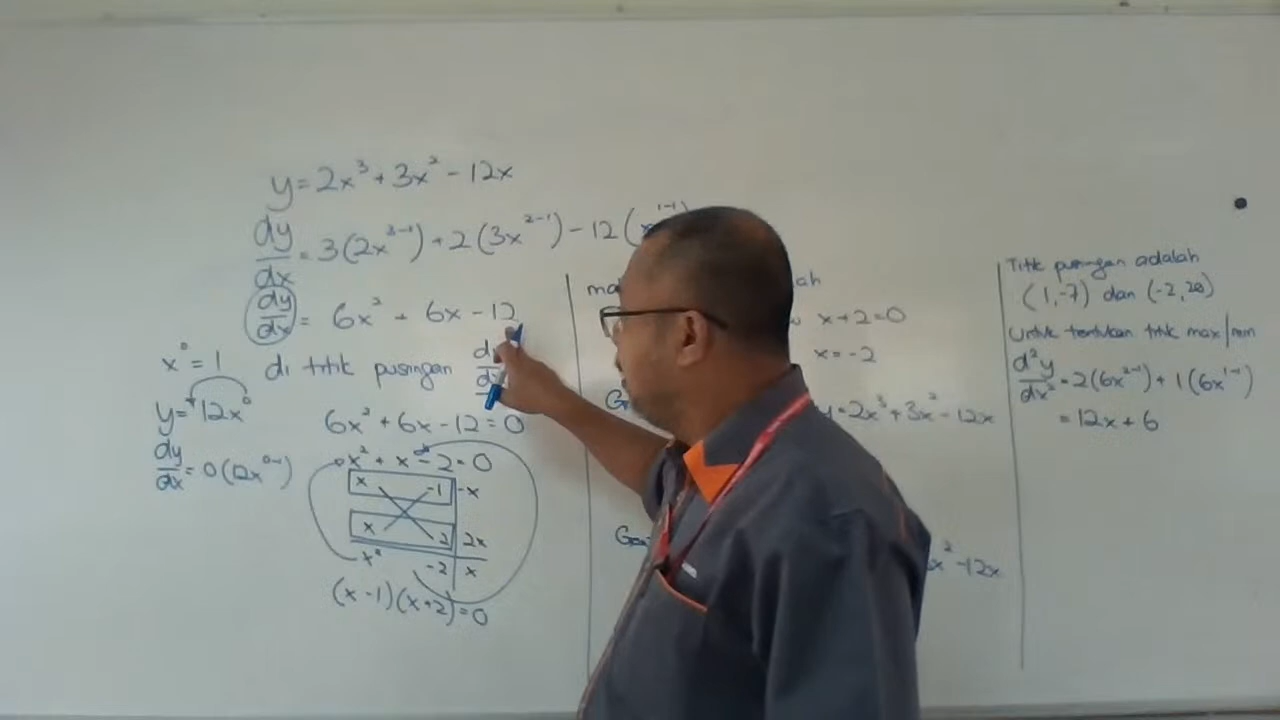 y = 2x³ + 3x² - 12x
dy/dx = 3(2x³⁻¹) + 2(3x²⁻¹) - 12(x¹⁻¹)
dy/dx = 6x² + 6x - 12
x⁰ = 1
di titik pusingan
y = 12x⁰
dy/dx = 0(12x⁰⁻¹)
6x² + 6x - 12 = 0
x² + x - 2 = 0
x -1 -x
x 2 2x
x² -2 x
(x - 1)(x + 2) = 0
x + 2 = 0
x = -2
y = 2x³ + 3x² - 12x
x² - 12x
Titik pusingan adalah
(1, -7) dan (-2, 20)
Untuk tentukan titik max/min
d²y/dx² = 2(6x²⁻¹) + 1(6x¹⁻¹)
= 12x + 6